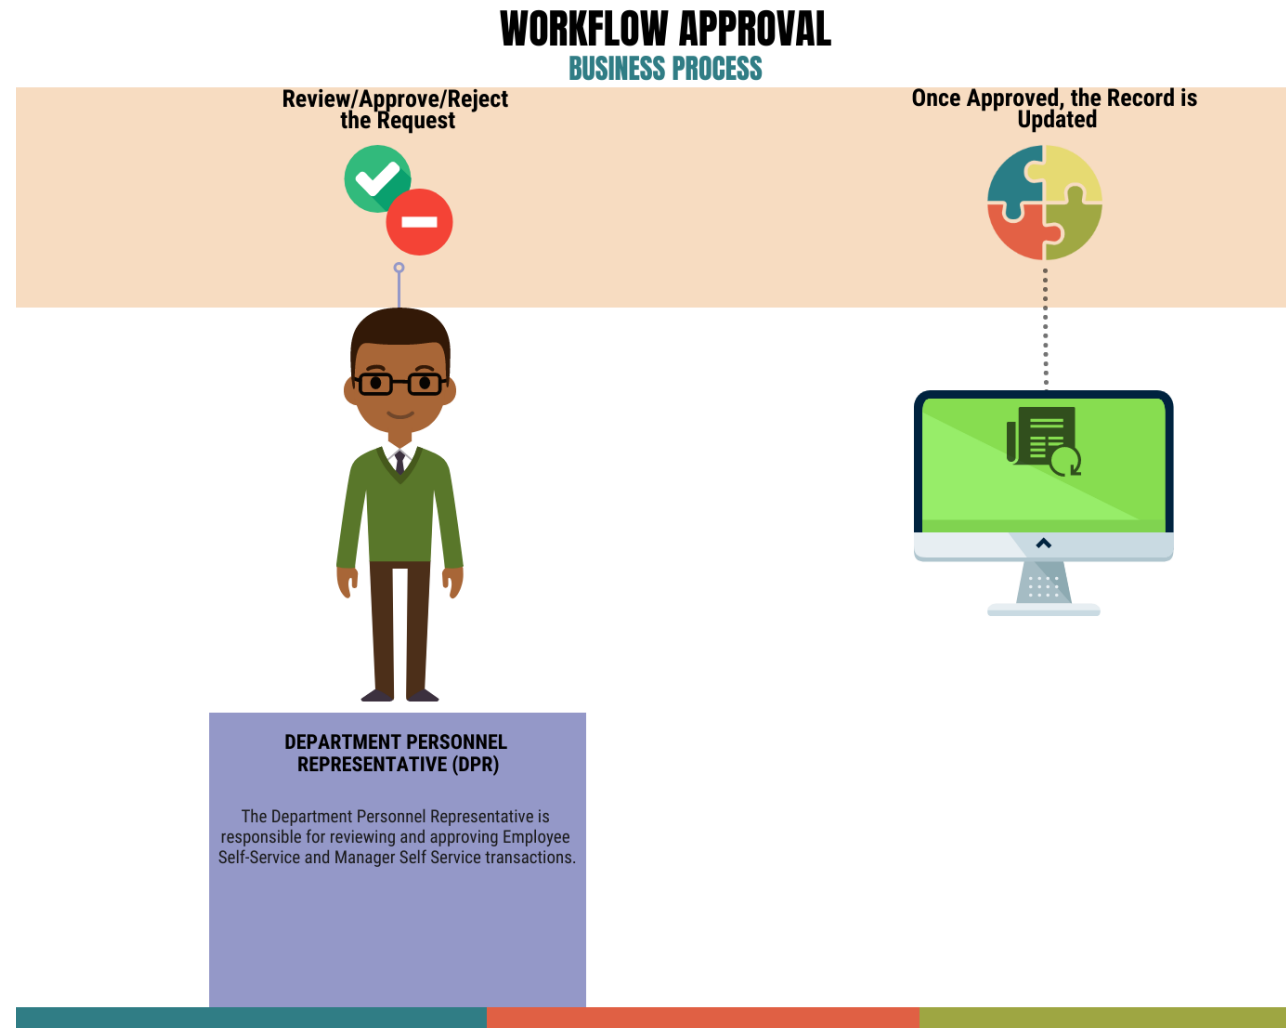 WORKFLOW APPROVAL
BUSINESS PROCESS
Review/Approve/Reject
the Request
Once Approved, the Record is
Updated
DEPARTMENT PERSONNEL
REPRESENTATIVE (DPR)
The Department Personnel Representative is
responsible for reviewing and approving Employee
Self-Service and Manager Self Service transactions.